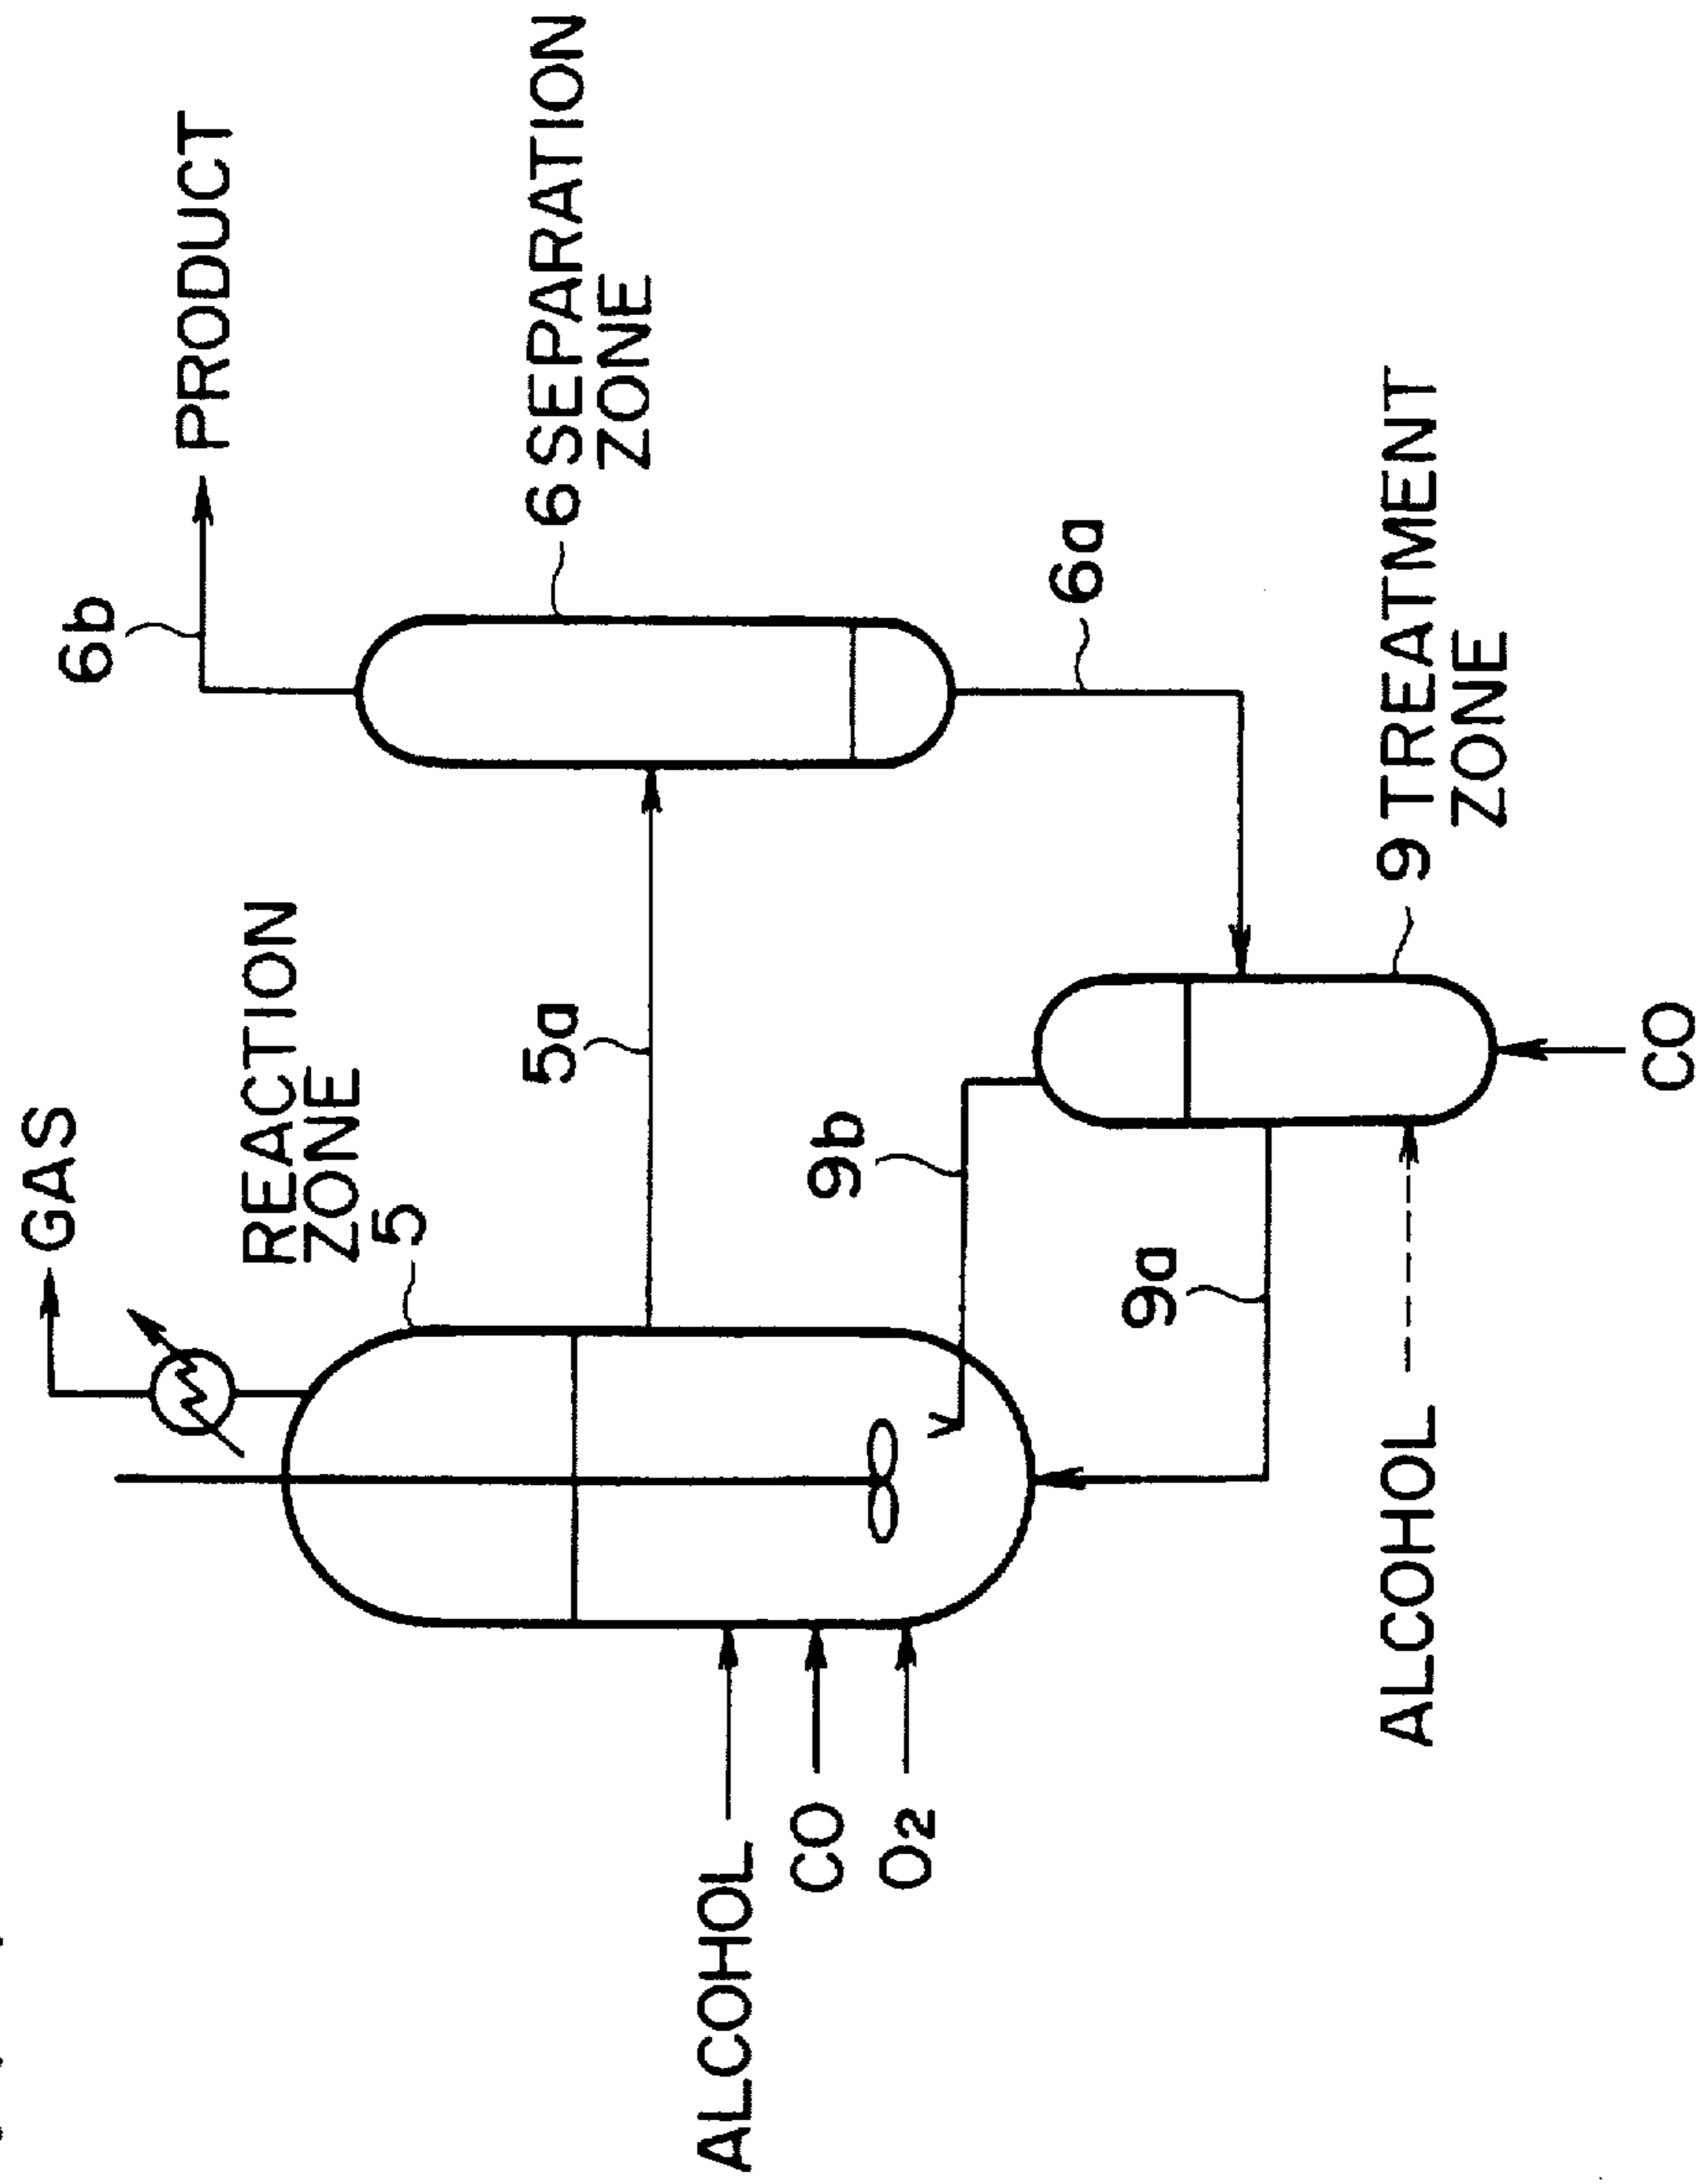 GAS
REACTION
ZONE
5
6b
PRODUCT
5a
6 SEPARATION
ZONE
ALCOHOL
CO
O2
9b
6a
9a
9 TREATMENT
ZONE
ALCOHOL
CO